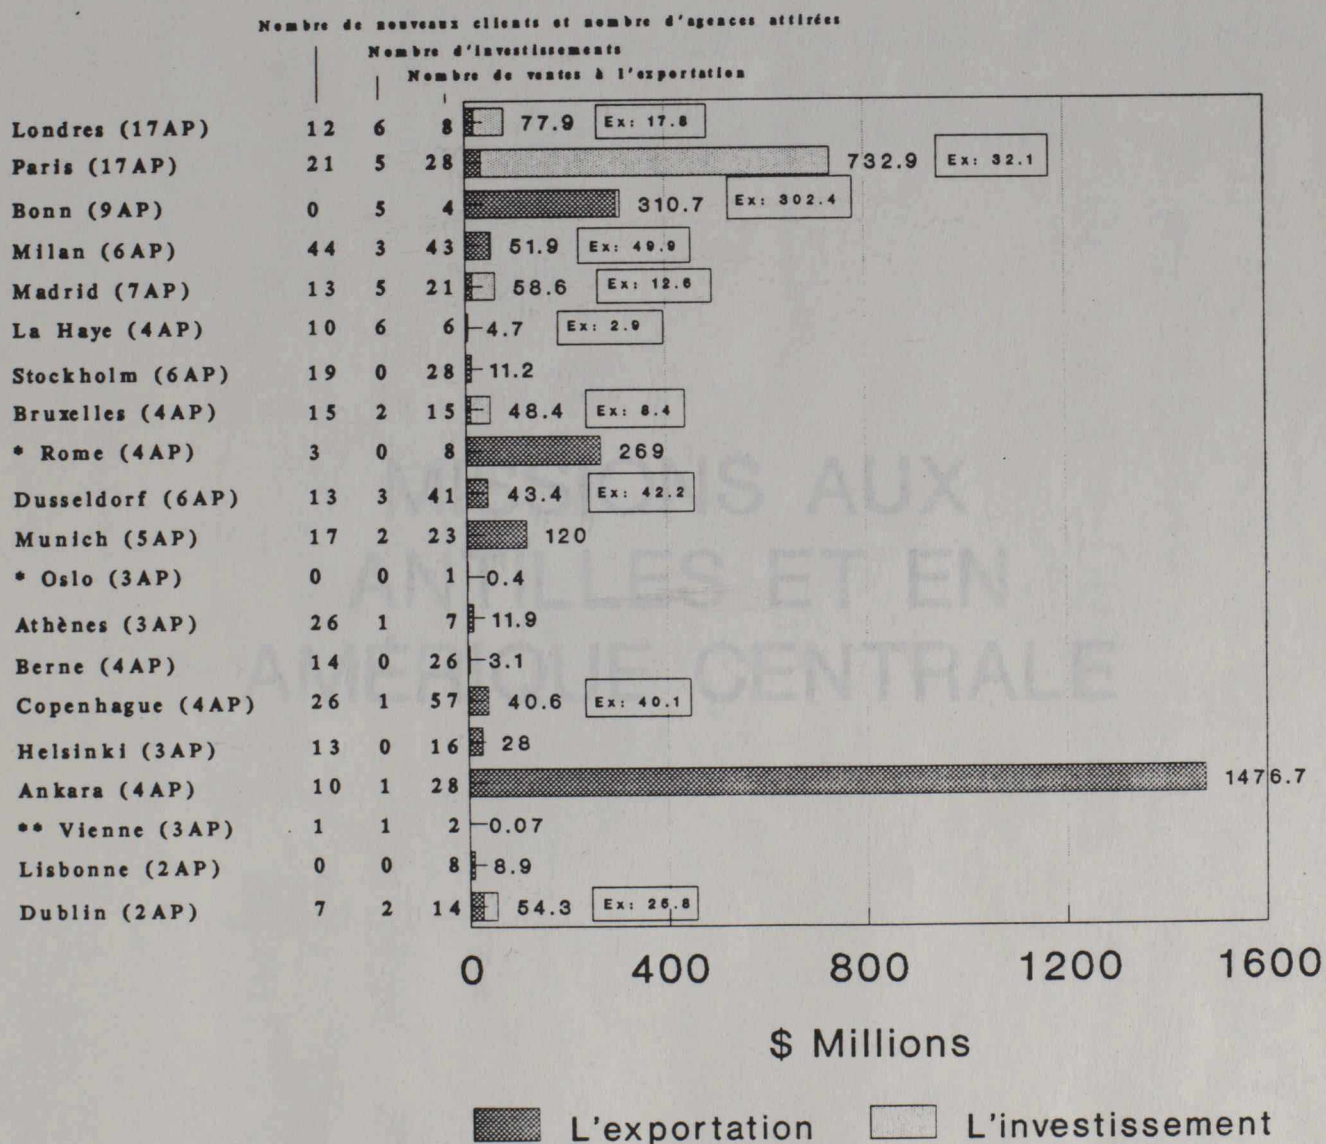 Nombre de nouveaux clients et nombre d'agences attirées
Nombre d'investissements
Nombre de ventes à l'exportation
Londres (17AP) 12 6 8 77.9 Ex: 17.8
Paris (17AP) 21 5 28 732.9 Ex: 32.1
Bonn (9AP) 0 5 4 310.7 Ex: 302.4
Milan (6AP) 44 3 43 51.9 Ex: 49.9
Madrid (7AP) 13 5 21 58.6 Ex: 12.6
La Haye (4AP) 10 6 6 4.7 Ex: 2.9
Stockholm (6AP) 19 0 28 11.2
Bruxelles (4AP) 15 2 15 48.4 Ex: 8.4
* Rome (4AP) 3 0 8 269
Dusseldorf (6AP) 13 3 41 43.4 Ex: 42.2
Munich (5AP) 17 2 23 120
* Oslo (3AP) 0 0 1 0.4
Athènes (3AP) 26 1 7 11.9
Berne (4AP) 14 0 26 3.1
Copenhague (4AP) 26 1 57 40.6 Ex: 40.1
Helsinki (3AP) 13 0 16 28
Ankara (4AP) 10 1 28 1476.7
** Vienne (3AP) 1 1 2 0.07
Lisbonne (2AP) 0 0 8 8.9
Dublin (2AP) 7 2 14 54.3 Ex: 26.8
0 400 800 1200 1600
$ Millions
L'exportation L'investissement
MISSIONS AUX
ANTILLES ET EN
AMÉRIQUE CENTRALE